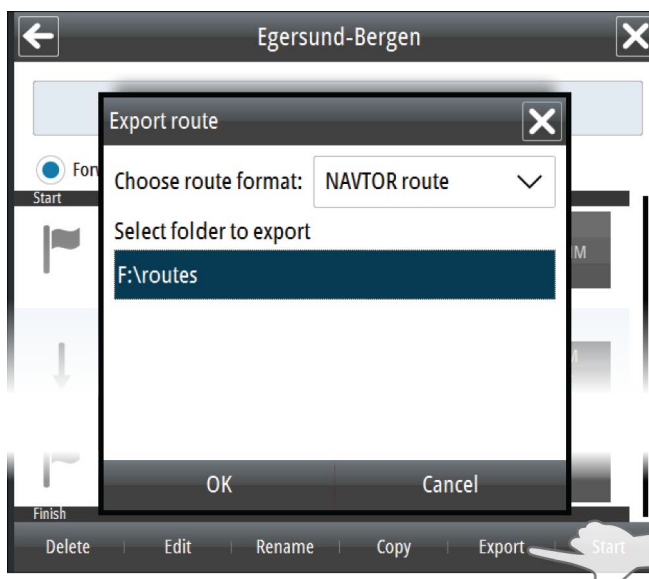 Egersund-Bergen
Export route
Choose route format: NAVTOR route
Select folder to export
F:\routes
OK Cancel
Start
M
Finish
Delete Edit Rename Copy Export Start